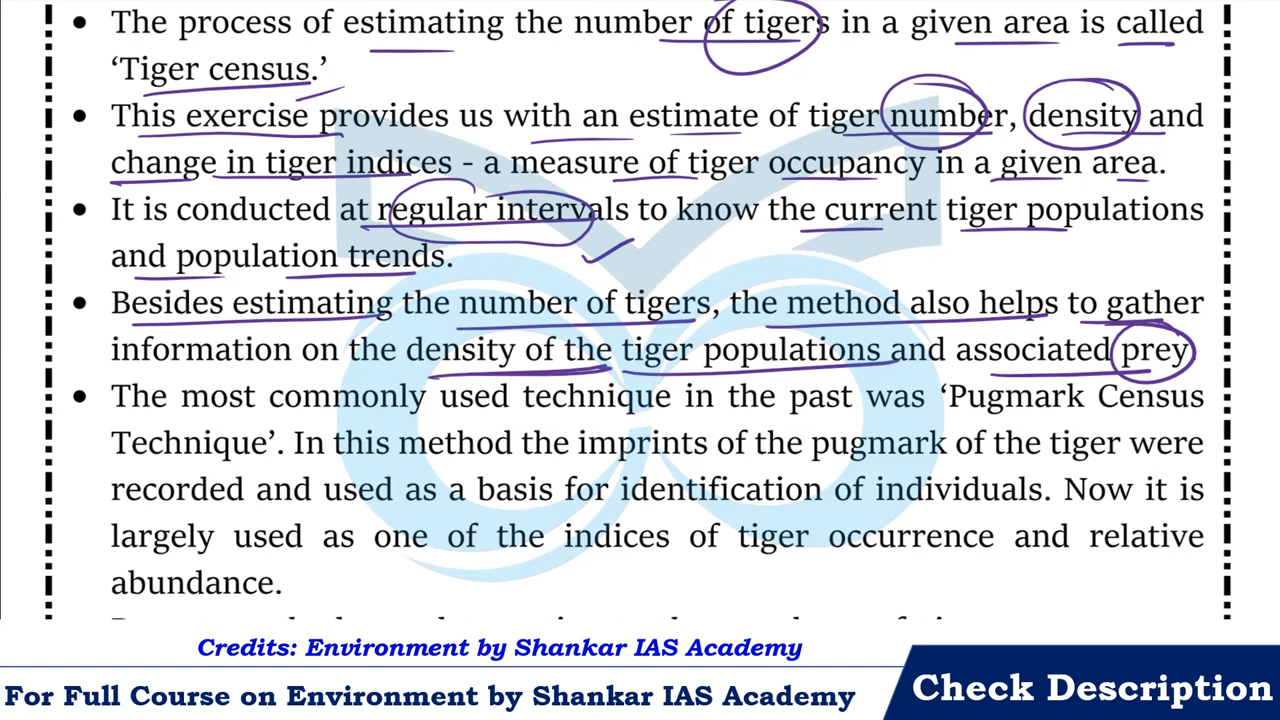 • The process of estimating the number of tigers in a given area is called
‘Tiger census.’
• This exercise provides us with an estimate of tiger number, density and
change in tiger indices - a measure of tiger occupancy in a given area.
• It is conducted at regular intervals to know the current tiger populations
and population trends.
• Besides estimating the number of tigers, the method also helps to gather
information on the density of the tiger populations and associated prey
• The most commonly used technique in the past was ‘Pugmark Census
Technique’. In this method the imprints of the pugmark of the tiger were
recorded and used as a basis for identification of individuals. Now it is
largely used as one of the indices of tiger occurrence and relative
abundance.
Credits: Environment by Shankar IAS Academy
For Full Course on Environment by Shankar IAS Academy
Check Description